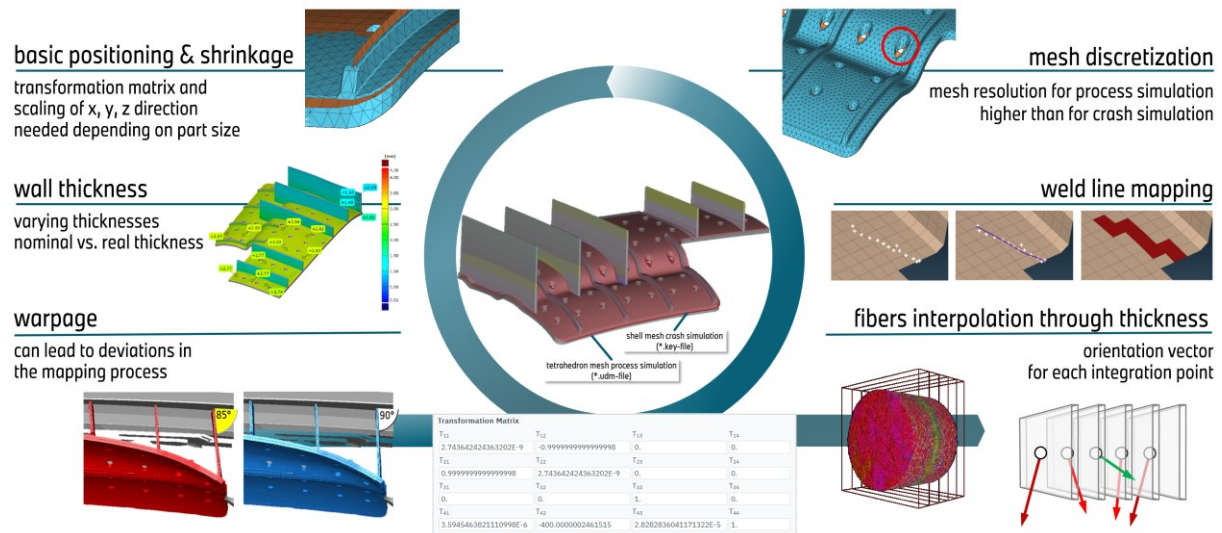 basic positioning & shrinkage
transformation matrix and
scaling of x, y, z direction
needed depending on part size
wall thickness
varying thicknesses
nominal vs. real thickness
[mm]
warpage
can lead to deviations in
the mapping process
85°
90°
shell mesh crash simulation
(*.key-file)
tetrahedron mesh process simulation
(*.udm-file)
Transformation Matrix
T₁₁ T₁₂ T₁₃ T₁₄
2.743642424363202E-9 -0.9999999999999998 0. 0.
T₂₁ T₂₂ T₂₃ T₂₄
0.9999999999999998 2.743642424363202E-9 0. 0.
T₃₁ T₃₂ T₃₃ T₃₄
0. 0. 1. 0.
T₄₁ T₄₂ T₄₃ T₄₄
3.5945463821110998E-6 -400.0000002461515 2.8282836041171322E-5 1.
mesh discretization
mesh resolution for process simulation
higher than for crash simulation
weld line mapping
fibers interpolation through thickness
orientation vector
for each integration point